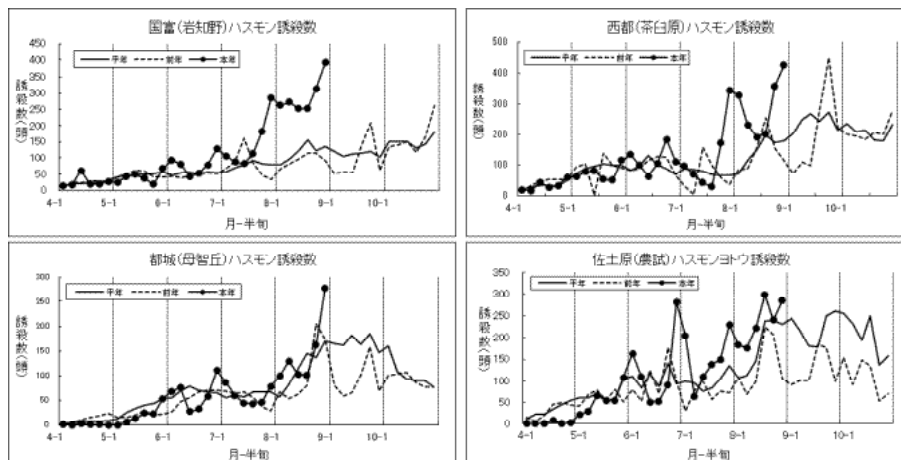 国富(岩知野)ハスモン誘殺数
450
400
350
300
250
200
150
100
50
0
誘殺数(頭)
平年 前年 本年
4-1 5-1 6-1 7-1 8-1 9-1 10-1
月-半旬
西都(茶臼原)ハスモン誘殺数
500
400
300
200
100
0
誘殺数(頭)
平年 前年 本年
4-1 5-1 6-1 7-1 8-1 9-1 10-1
月-半旬
都城(母智丘)ハスモン誘殺数
300
250
200
150
100
50
0
誘殺数(頭)
平年 前年 本年
4-1 5-1 6-1 7-1 8-1 9-1 10-1
月-半旬
佐土原(農試)ハスモンヨトウ誘殺数
350
300
250
200
150
100
50
0
誘殺数(頭)
平年 前年 本年
4-1 5-1 6-1 7-1 8-1 9-1 10-1
月-半旬